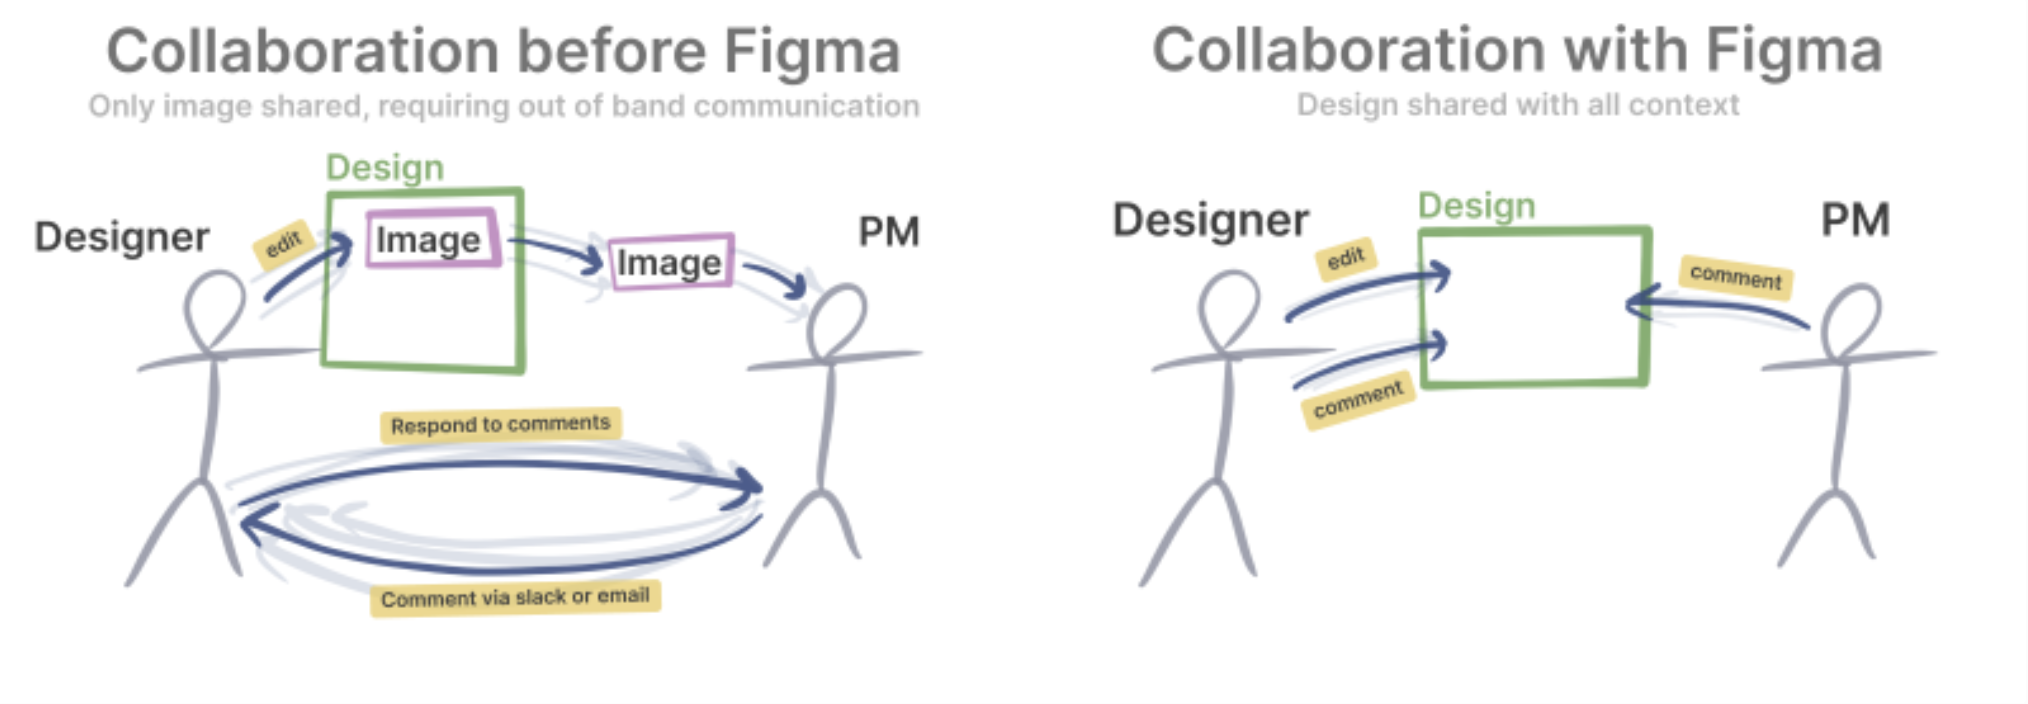 Collaboration before Figma
Only image shared, requiring out of band communication
Design
Designer
edit
Image
Image
PM
Respond to comments
Comment via slack or email
Collaboration with Figma
Design shared with all context
Design
Designer
edit
comment
comment
PM